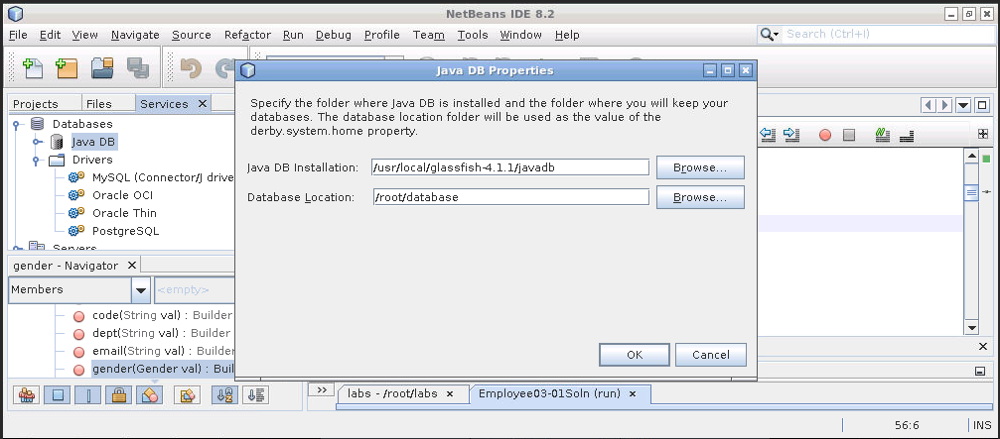 NetBeans IDE 8.2
File Edit View Navigate Source Refactor Run Debug Profile Team Tools Window Help
Search (Ctrl+I)
Java DB Properties
Projects Files Services
Databases
Java DB
Drivers
MySQL (Connector/J drive
Oracle OCI
Oracle Thin
PostgreSQL
Servers
Specify the folder where Java DB is installed and the folder where you will keep your
databases. The database location folder will be used as the value of the
derby.system.home property.
Java DB Installation: /usr/local/glassfish-4.1.1/javadb Browse...
Database Location: /root/database Browse...
OK Cancel
gender - Navigator
Members <empty>
code(String val) : Builder
dept(String val) : Builder
email(String val) : Builder
gender(Gender val) : Buil
labs - /root/labs Employee03-01Soln (run)
56:6 INS